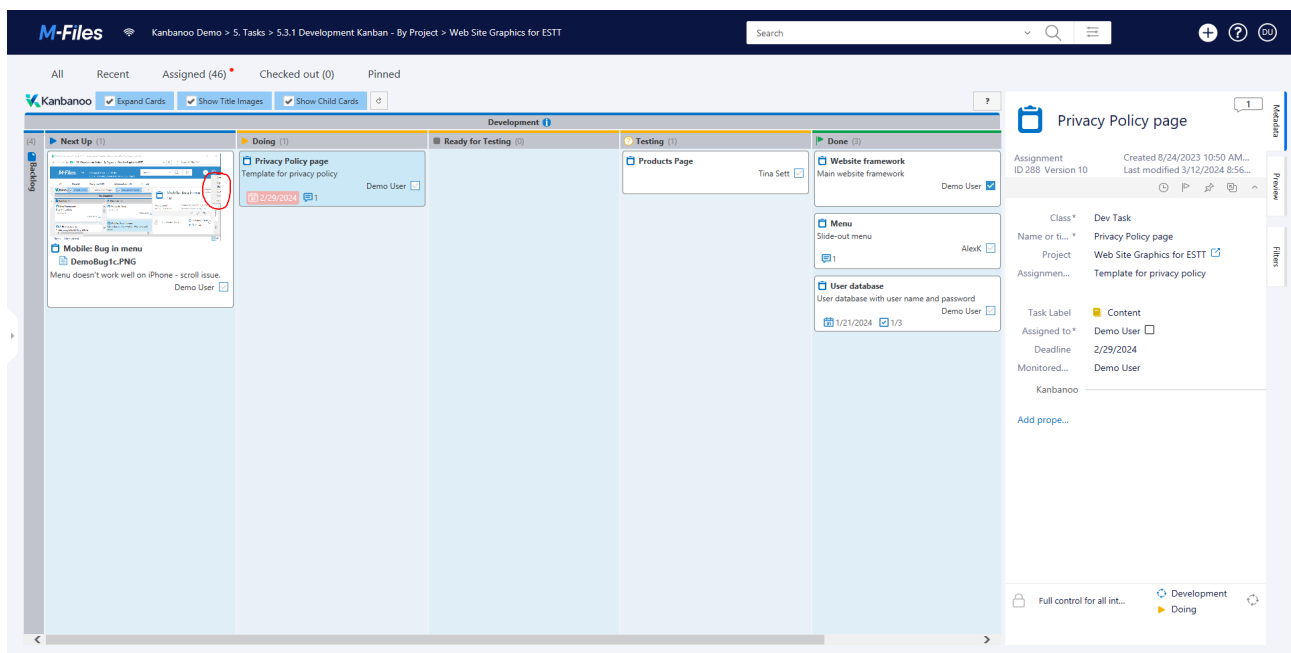 M-Files
Kanbanoo Demo > 5. Tasks > 5.3.1 Development Kanban - By Project > Web Site Graphics for ESTT
Search
DU
All Recent Assigned (46) Checked out (0) Pinned
Kanbanoo Expand Cards Show Title Images Show Child Cards ?
Development
(4) Backlog
Next Up (1)
Mobile: Bug in menu
DemoBug1c.PNG
Menu doesn't work well on iPhone - scroll issue.
Demo User
Doing (1)
Privacy Policy page
Template for privacy policy
Demo User
2/29/2024 1
Ready for Testing (0)
Testing (1)
Products Page
Tina Sett
Done (3)
Website framework
Main website framework
Demo User
Menu
Slide-out menu
AlexK
1
User database
User database with user name and password
Demo User
1/21/2024 1/3
1
Privacy Policy page
Assignment Created 8/24/2023 10:50 AM...
ID 288 Version 10 Last modified 3/12/2024 8:56...
Class* Dev Task
Name or ti... * Privacy Policy page
Project Web Site Graphics for ESTT
Assignmen... Template for privacy policy
Task Label Content
Assigned to* Demo User
Deadline 2/29/2024
Monitored... Demo User
Kanbanoo
Add prope...
Full control for all int...
Development
Doing
Metadata
Preview
Filters